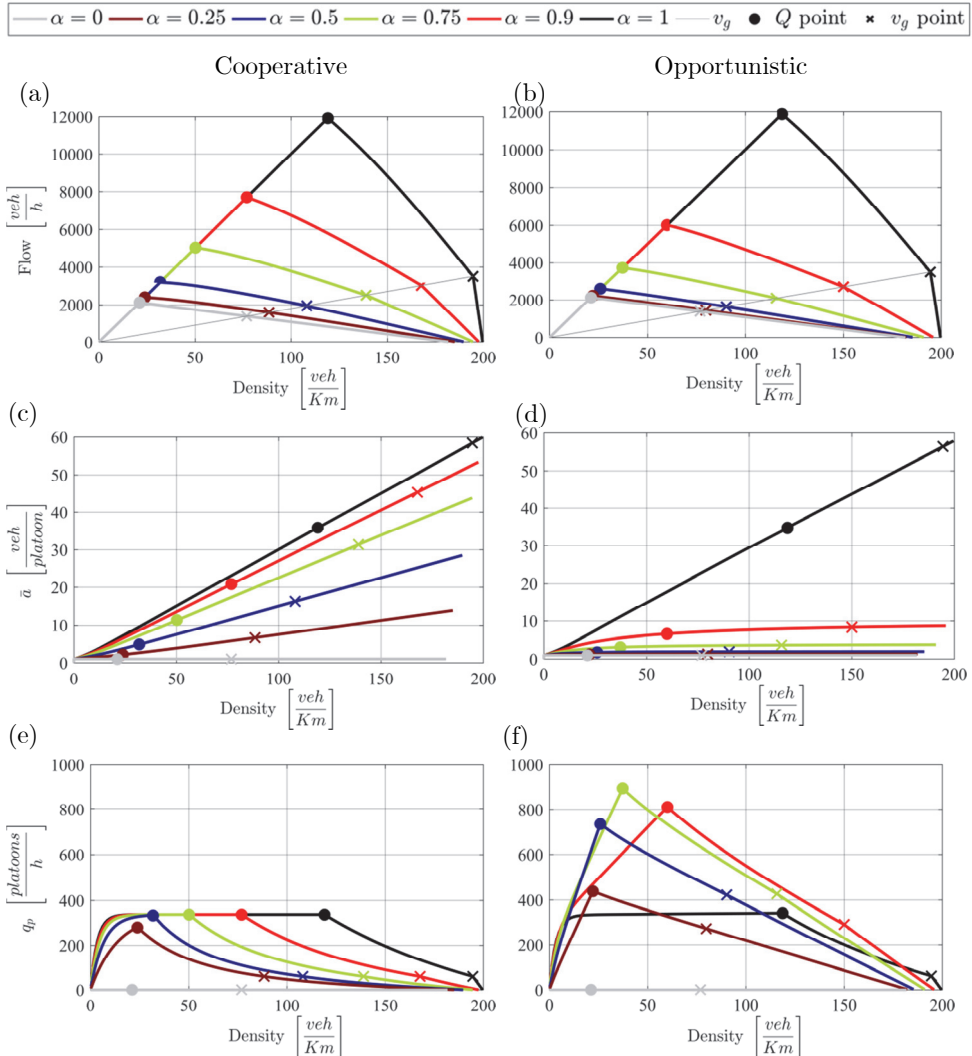 α = 0 α = 0.25 α = 0.5 α = 0.75 α = 0.9 α = 1 v_g Q point v_g point
Cooperative Opportunistic
(a) (b)
12000 12000
10000 10000
8000 8000
6000 6000
4000 4000
2000 2000
0 0
Flow [veh/h]
0 50 100 150 200 0 50 100 150 200
Density [veh/Km] Density [veh/Km]
(c) (d)
60 60
50 50
40 40
30 30
20 20
10 10
0 0
ā [veh/platoon]
0 50 100 150 200 0 50 100 150 200
Density [veh/Km] Density [veh/Km]
(e) (f)
1000 1000
800 800
600 600
400 400
200 200
0 0
q_p [platoons/h]
0 50 100 150 200 0 50 100 150 200
Density [veh/Km] Density [veh/Km]